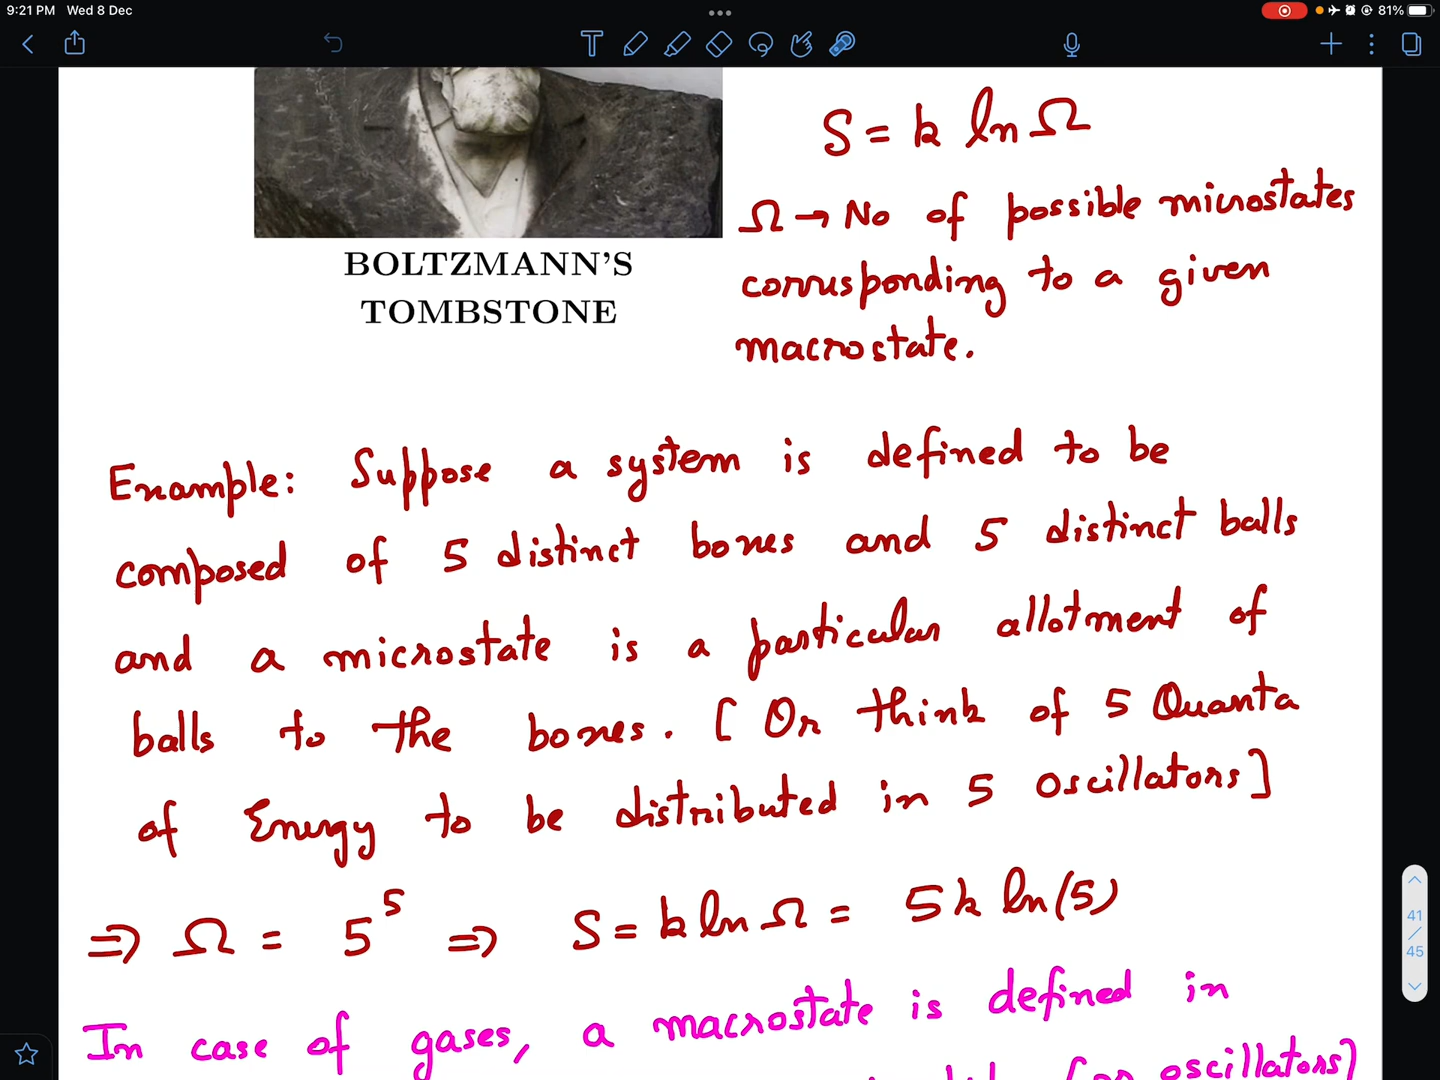 9:21 PM Wed 8 Dec
81%
S = k ln Ω
Ω → No of possible microstates
corresponding to a given
macrostate.
BOLTZMANN'S
TOMBSTONE
Example: Suppose a system is defined to be
composed of 5 distinct boxes and 5 distinct balls
and a microstate is a particular allotment of
balls to the boxes. [ Or think of 5 Quanta
of Energy to be distributed in 5 Oscillators]
⇒ Ω = 5⁵ ⇒ S = k ln Ω = 5k ln(5)
In case of gases, a macrostate is defined in
(or oscillators)
41
/
45